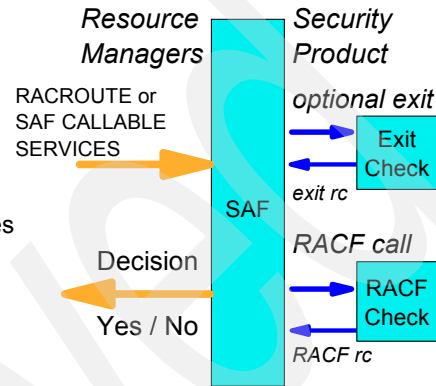 Resource
Managers
Security
Product
RACROUTE or
SAF CALLABLE
SERVICES
optional exit
Exit
Check
exit rc
SAF
es
Decision
Yes / No
RACF call
RACF
Check
RACF rc